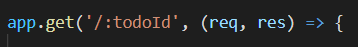 app.get('/:todoId', (req, res) => {